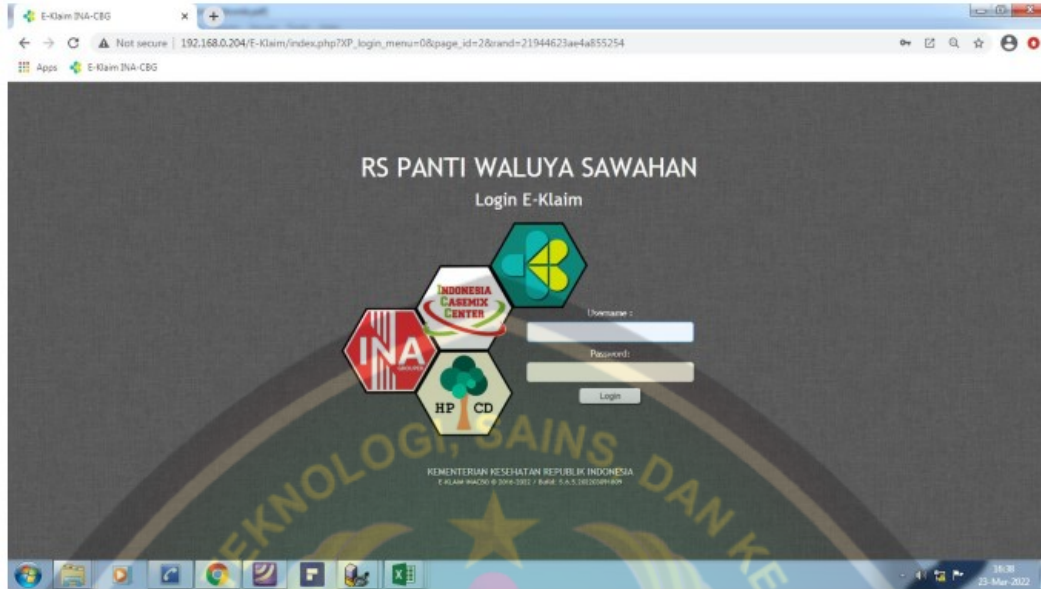 E-Klaim INA-CBG
Not secure 192.168.0.204/E-Klaim/index.php?XP_login_menu=0&page_id=2&rand=21944623ae4a855254
Apps E-Klaim INA-CBG
RS PANTI WALUYA SAWAHAN
Login E-Klaim
INDONESIA
CASEMIX
CENTER
Username :
INA
GROUPER
Password:
Login
HP CD
KEMENTERIAN KESEHATAN REPUBLIK INDONESIA
TEKNOLOGI, SAINS, DAN KE
16:38
23-Mar-2022